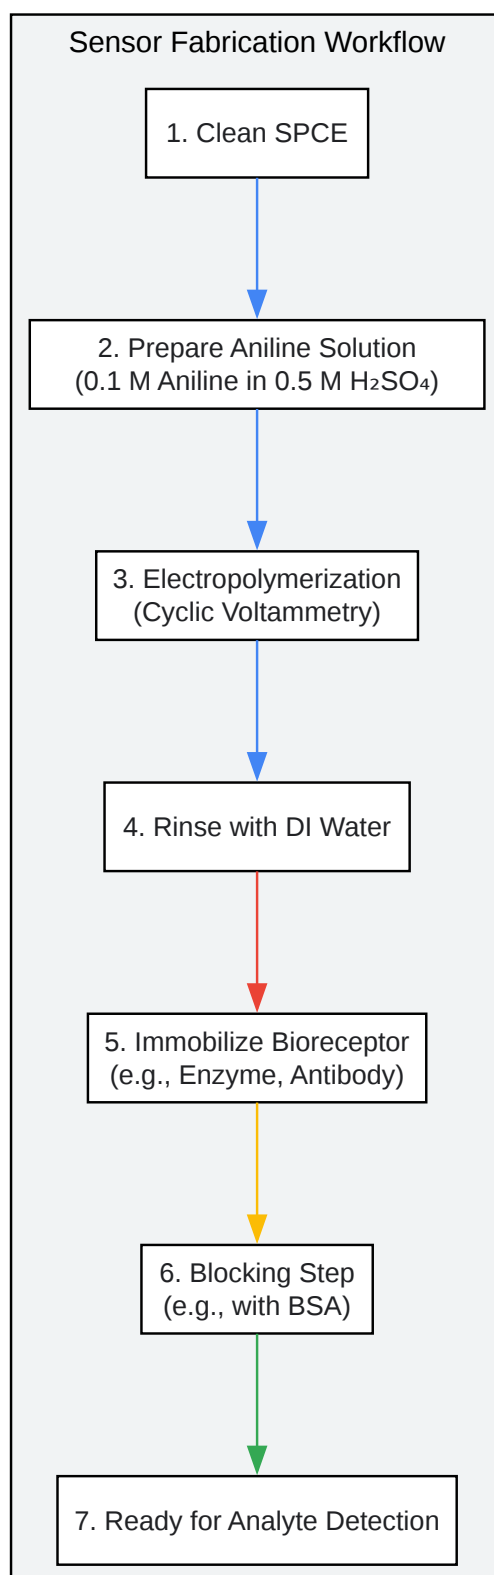 Sensor Fabrication Workflow
1. Clean SPCE
2. Prepare Aniline Solution
(0.1 M Aniline in 0.5 M H₂SO₄)
3. Electropolymerization
(Cyclic Voltammetry)
4. Rinse with DI Water
5. Immobilize Bioreceptor
(e.g., Enzyme, Antibody)
6. Blocking Step
(e.g., with BSA)
7. Ready for Analyte Detection